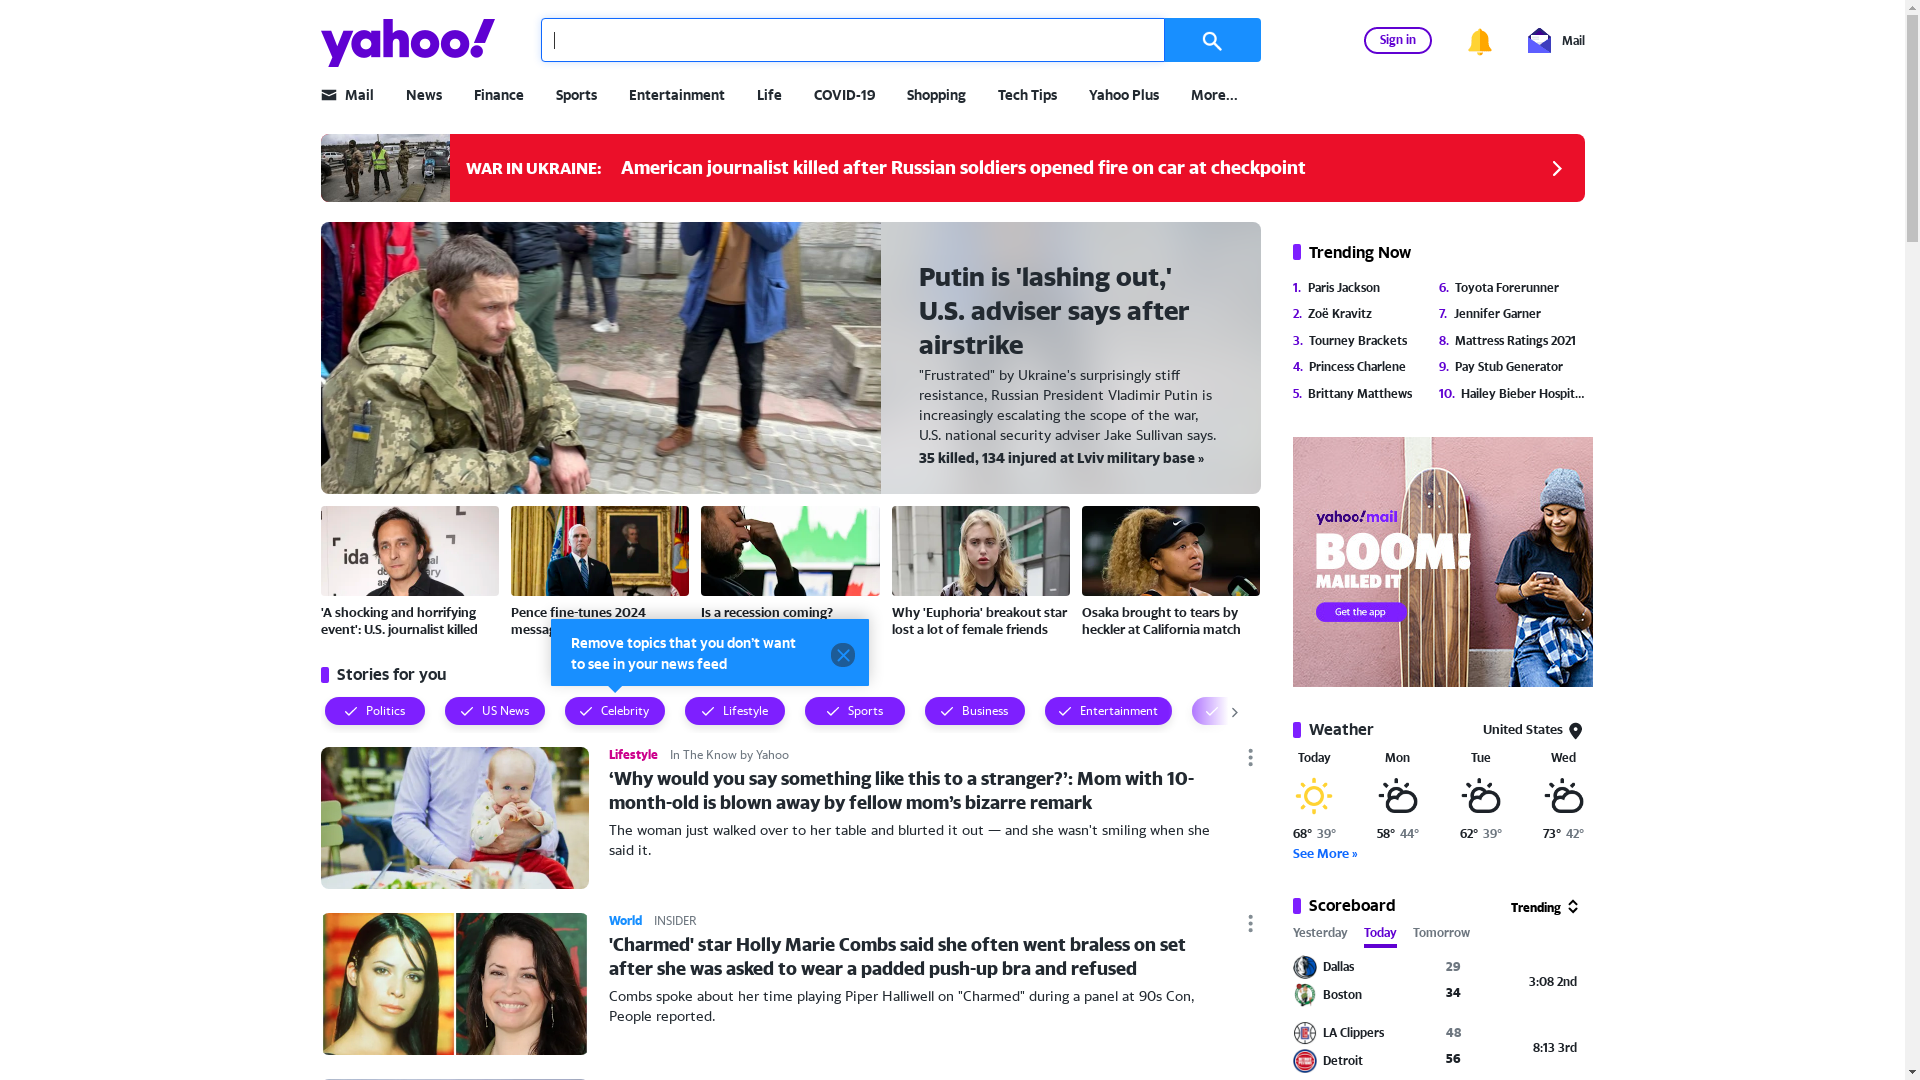 yahoo!
Sign in
Mail
Mail
News
Finance
Sports
Entertainment
Life
COVID-19
Shopping
Tech Tips
Yahoo Plus
More...
WAR IN UKRAINE: American journalist killed after Russian soldiers opened fire on car at checkpoint
Putin is 'lashing out,'
U.S. adviser says after
airstrike
"Frustrated" by Ukraine's surprisingly stiff
resistance, Russian President Vladimir Putin is
increasingly escalating the scope of the war,
U.S. national security adviser Jake Sullivan says.
35 killed, 134 injured at Lviv military base »
ida
'A shocking and horrifying
event': U.S. journalist killed
Pence fine-tunes 2024
Is a recession coming?
Why 'Euphoria' breakout star
lost a lot of female friends
Osaka brought to tears by
heckler at California match
Remove topics that you don't want
to see in your news feed
Stories for you
Politics
US News
Celebrity
Lifestyle
Sports
Business
Entertainment
Lifestyle In The Know by Yahoo
‘Why would you say something like this to a stranger?’: Mom with 10-
month-old is blown away by fellow mom’s bizarre remark
The woman just walked over to her table and blurted it out — and she wasn't smiling when she
said it.
World INSIDER
'Charmed' star Holly Marie Combs said she often went braless on set
after she was asked to wear a padded push-up bra and refused
Combs spoke about her time playing Piper Halliwell on "Charmed" during a panel at 90s Con,
People reported.
Trending Now
1. Paris Jackson
2. Zoë Kravitz
3. Tourney Brackets
4. Princess Charlene
5. Brittany Matthews
6. Toyota Forerunner
7. Jennifer Garner
8. Mattress Ratings 2021
9. Pay Stub Generator
10. Hailey Bieber Hospit...
yahoo!mail
BOOM!
MAILED IT
Get the app
Weather
United States
Today Mon Tue Wed
68° 39° 58° 44° 62° 39° 73° 42°
See More »
Scoreboard
Trending
Yesterday Today Tomorrow
Dallas 29
3:08 2nd
Boston 34
LA Clippers 48
8:13 3rd
Detroit 56